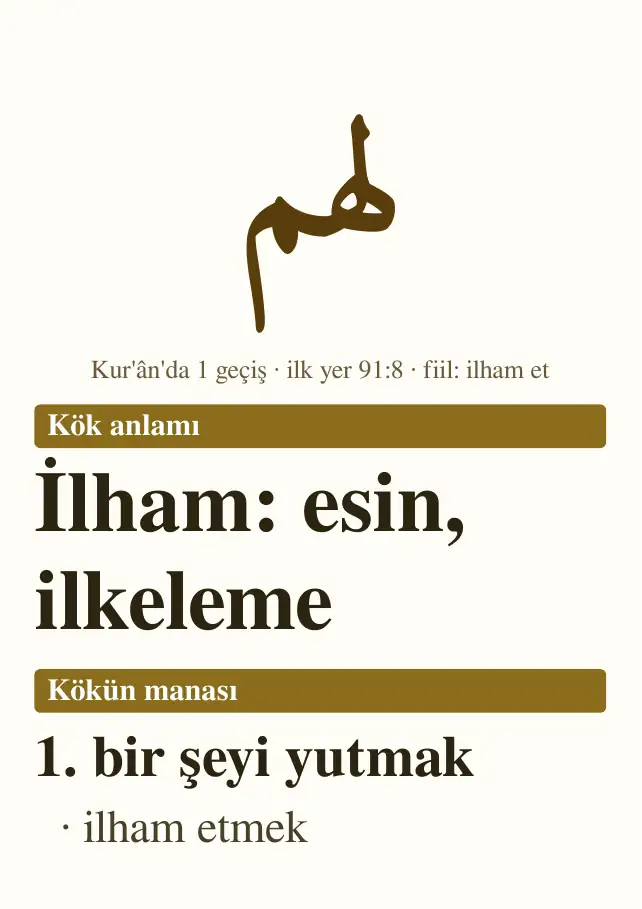 لهم
Kur'ân'da 1 geçiş · ilk yer 91:8 · fiil: ilham et
Kök anlamı
İlham: esin,
ilkeleme
Kökün manası
1. bir şeyi yutmak
· ilham etmek